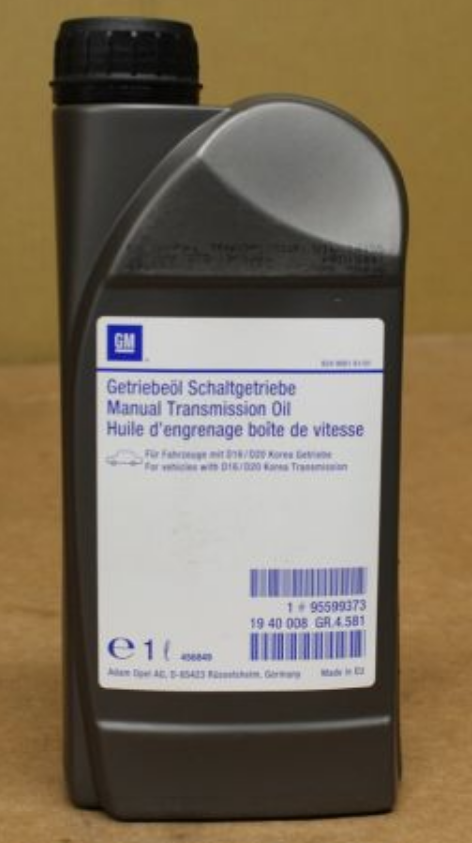 GM
Getriebeöl Schaltgetriebe
Manual Transmission Oil
Huile d'engrenage boîte de vitesse
Für Fahrzeuge mit D16/D20 Korea Getriebe
For vehicles with D16/D20 Korea Transmission
1 # 95599373
19 40 008 GR.4.581
e 1 ℓ 456849
Adam Opel AG, D-65423 Rüsselsheim, Germany Made in EU